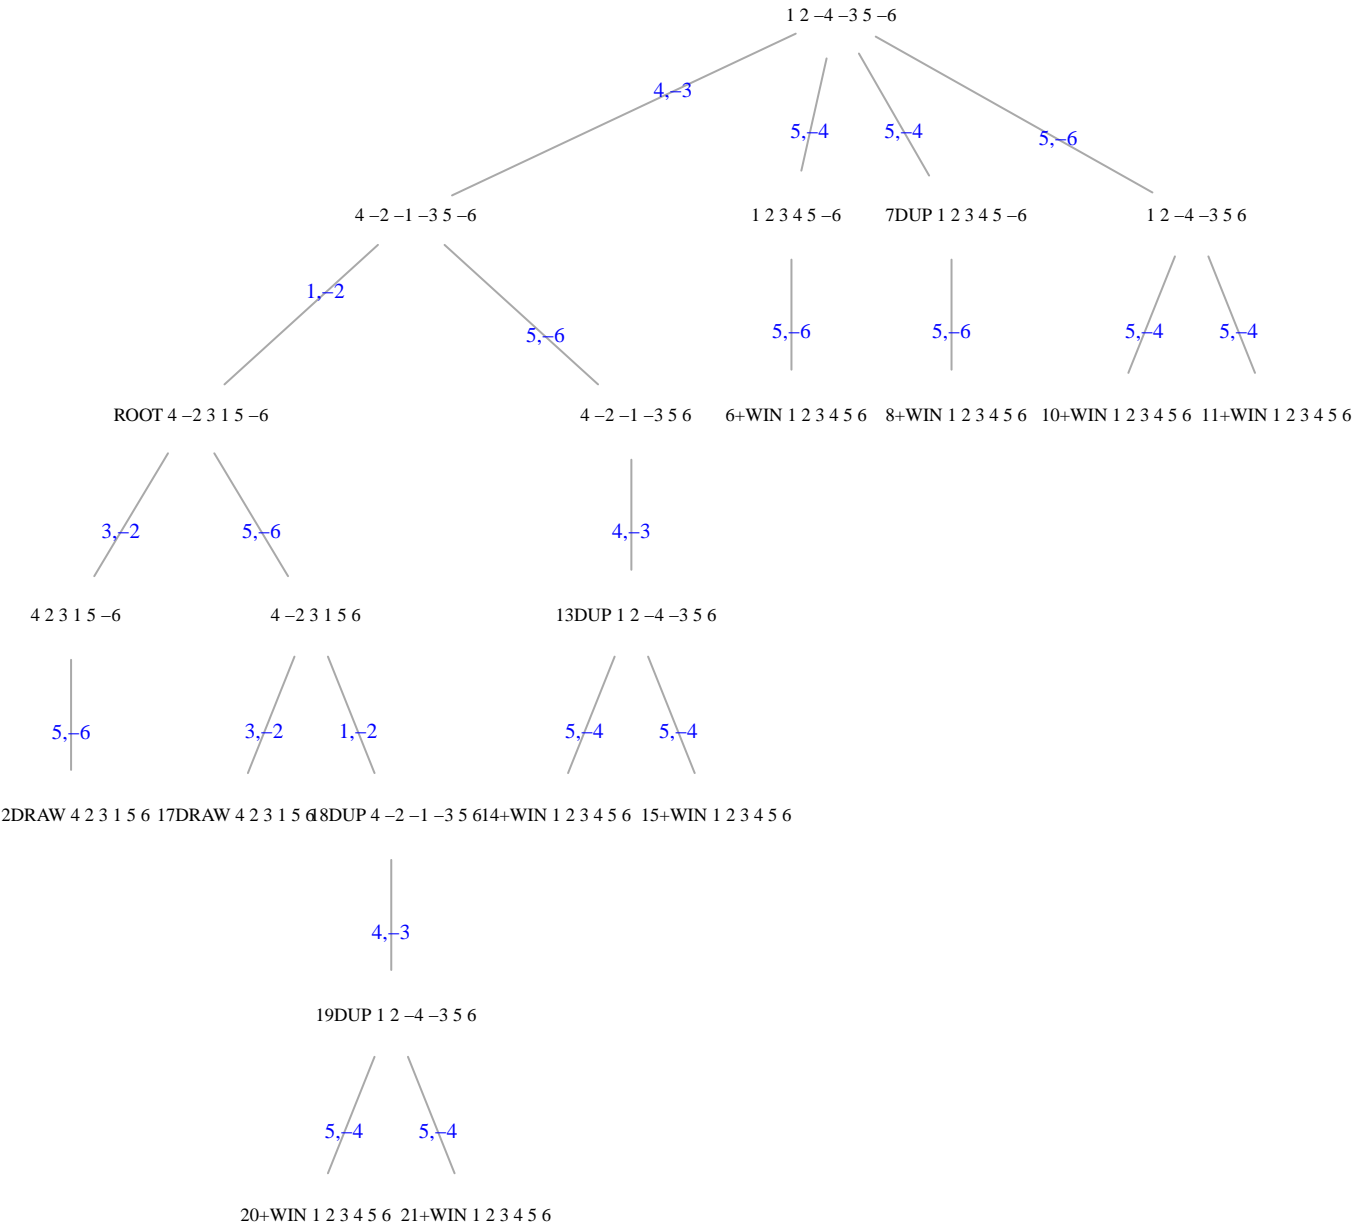 1 2 –4 –3 5 –6
4,–3
5,–4
5,–4
5,–6
4 –2 –1 –3 5 –6
1 2 3 4 5 –6
7DUP 1 2 3 4 5 –6
1 2 –4 –3 5 6
1,–2
5,–6
5,–6
5,–6
5,–4
5,–4
ROOT 4 –2 3 1 5 –6
4 –2 –1 –3 5 6
6+WIN 1 2 3 4 5 6
8+WIN 1 2 3 4 5 6
10+WIN 1 2 3 4 5 6
11+WIN 1 2 3 4 5 6
3,–2
5,–6
4,–3
4 2 3 1 5 –6
4 –2 3 1 5 6
13DUP 1 2 –4 –3 5 6
5,–6
3,–2
1,–2
5,–4
5,–4
2DRAW 4 2 3 1 5 6
17DRAW 4 2 3 1 5 6
18DUP 4 –2 –1 –3 5 6
14+WIN 1 2 3 4 5 6
15+WIN 1 2 3 4 5 6
4,–3
19DUP 1 2 –4 –3 5 6
5,–4
5,–4
20+WIN 1 2 3 4 5 6
21+WIN 1 2 3 4 5 6